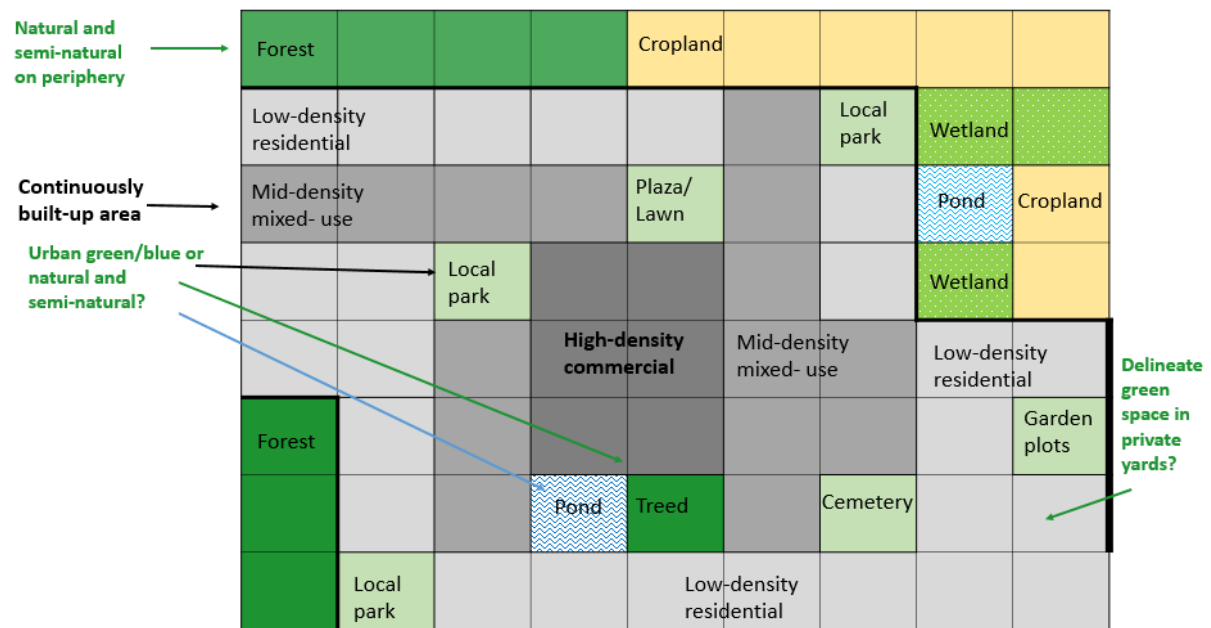 Natural and
semi-natural
on periphery
Forest
Cropland
Low-density
residential
Local
park
Wetland
Continuously
built-up area
Mid-density
mixed- use
Plaza/
Lawn
Pond
Cropland
Urban green/blue or
natural and
semi-natural?
Local
park
Wetland
High-density
commercial
Mid-density
mixed- use
Low-density
residential
Delineate
green
space in
private
yards?
Forest
Garden
plots
Pond
Treed
Cemetery
Local
park
Low-density
residential